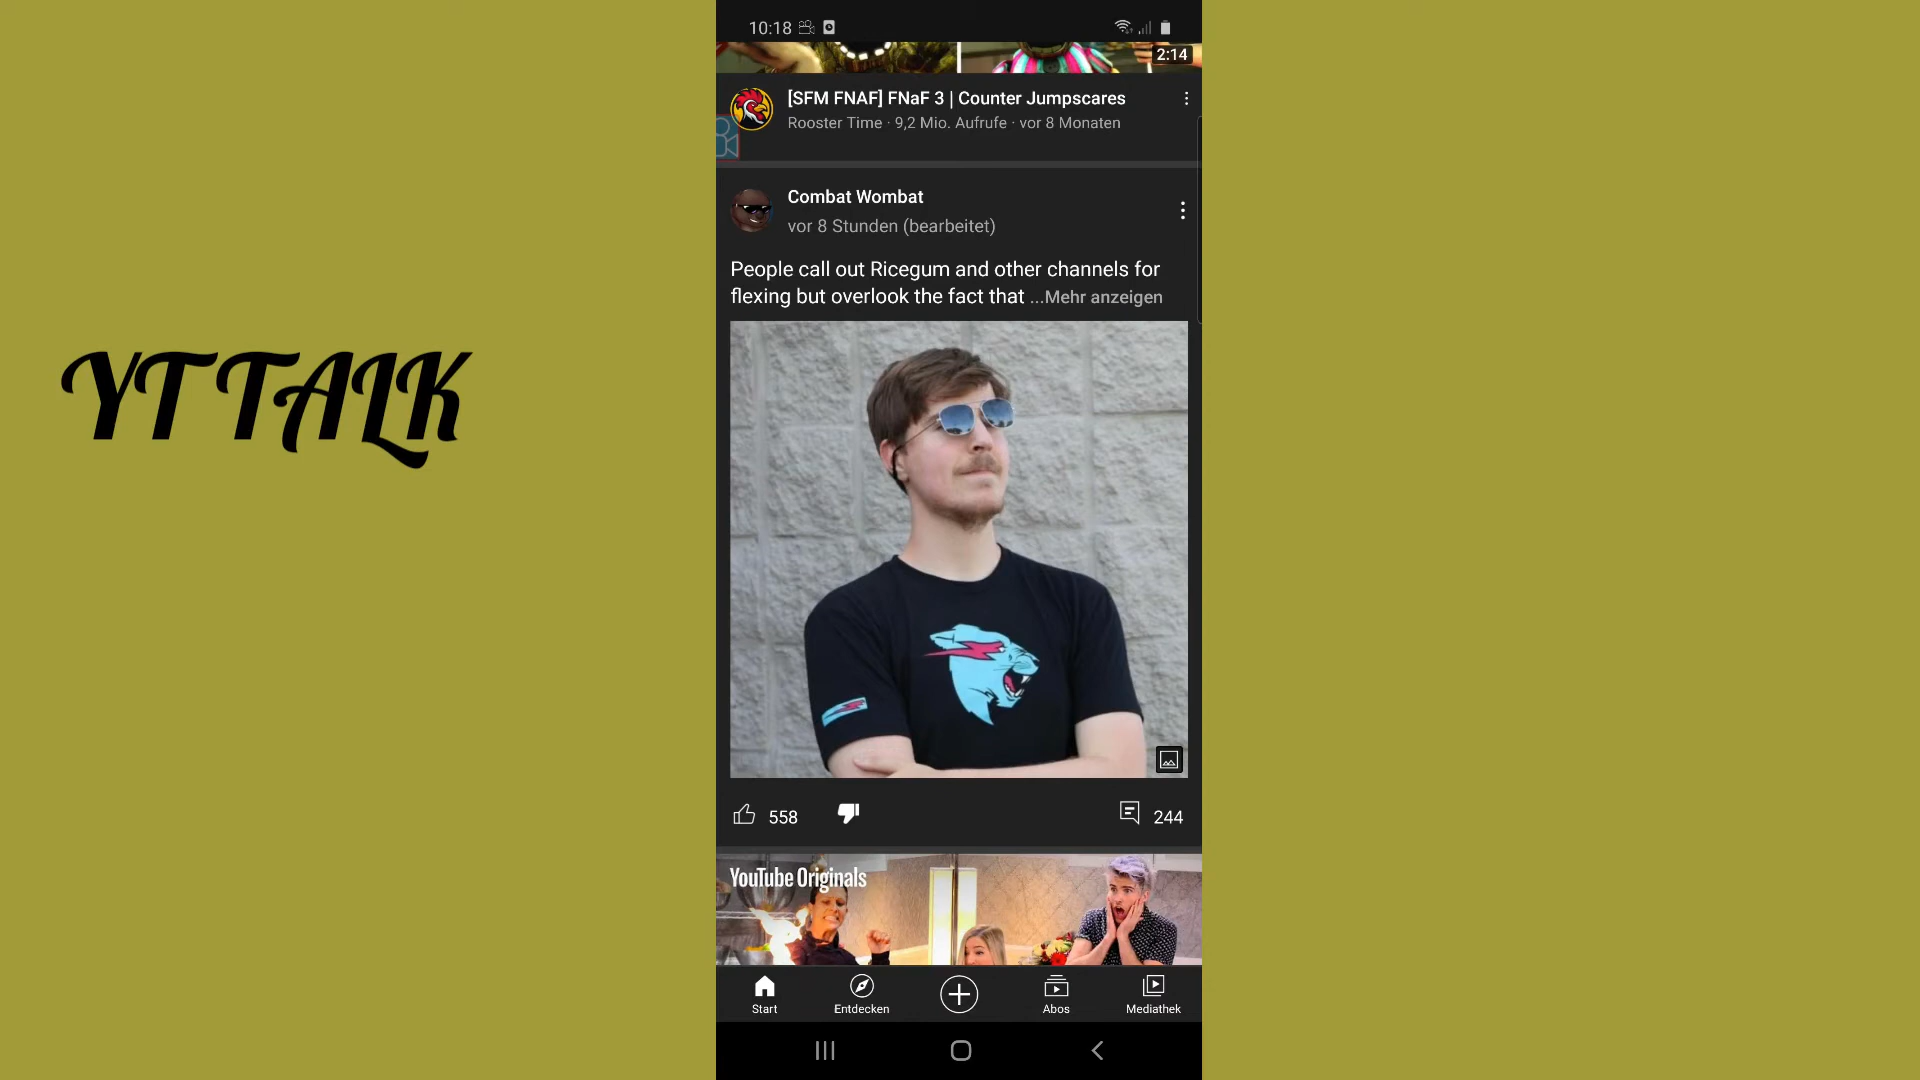 10:18
2:14
[SFM FNAF] FNaF 3 | Counter Jumpscares
Rooster Time · 9,2 Mio. Aufrufe · vor 8 Monaten
Combat Wombat
vor 8 Stunden (bearbeitet)
People call out Ricegum and other channels for
flexing but overlook the fact that ...Mehr anzeigen
YT TALK
558
244
YouTube Originals
Start
Entdecken
Abos
Mediathek